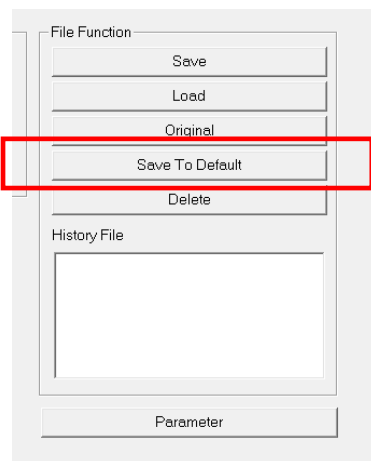 File Function
Save
Load
Original
Save To Default
Delete
History File
Parameter